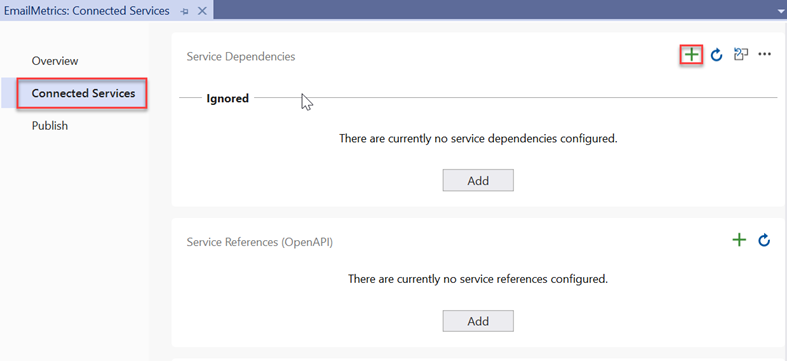 EmailMetrics: Connected Services
Overview
Connected Services
Publish
Service Dependencies
Ignored
There are currently no service dependencies configured.
Add
Service References (OpenAPI)
There are currently no service references configured.
Add